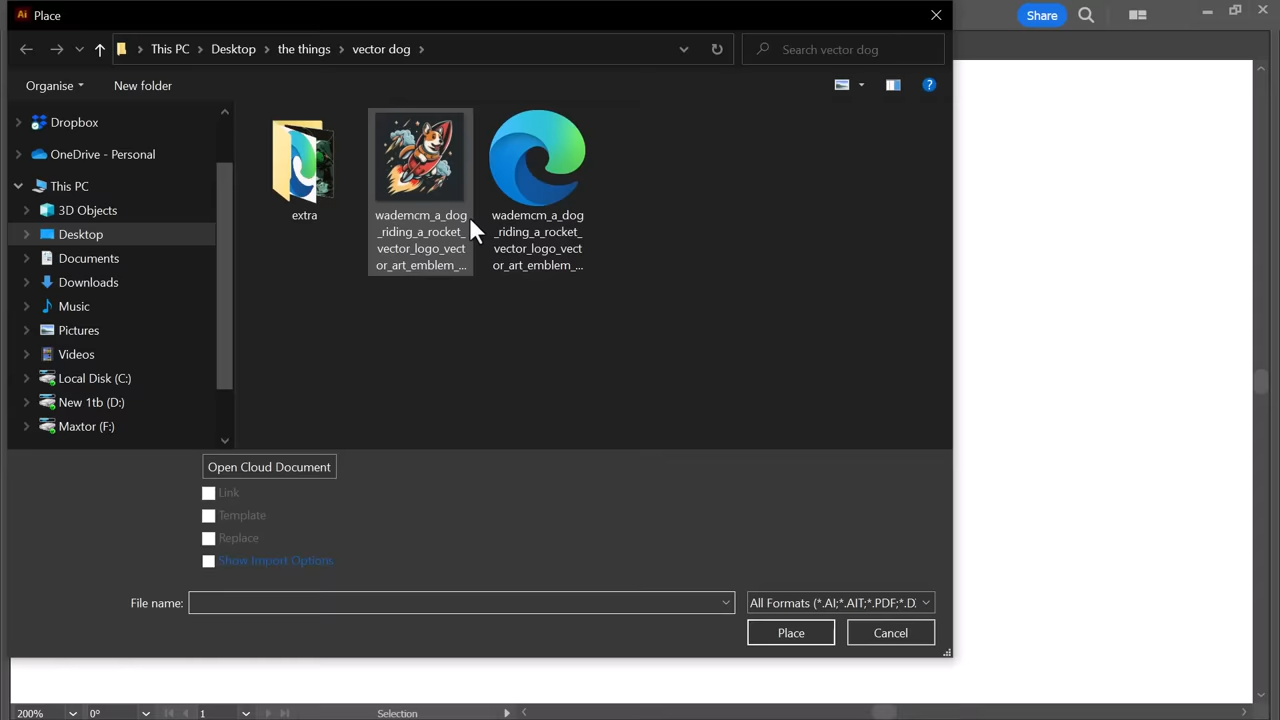 Ai Place
Share
This PC > Desktop > the things > vector dog >
Search vector dog
Organise
New folder
Dropbox
OneDrive - Personal
This PC
3D Objects
Desktop
Documents
Downloads
Music
Pictures
Videos
Local Disk (C:)
New 1tb (D:)
Maxtor (F:)
extra
wademcm_a_dog
_riding_a_rocket_
vector_logo_vect
or_art_emblem_...
wademcm_a_dog
_riding_a_rocket_
vector_logo_vect
or_art_emblem_...
Open Cloud Document
Link
Template
Replace
Show Import Options
File name:
All Formats (*.AI;*.AIT;*.PDF;*.D
Place
Cancel
200%
0°
1
Selection